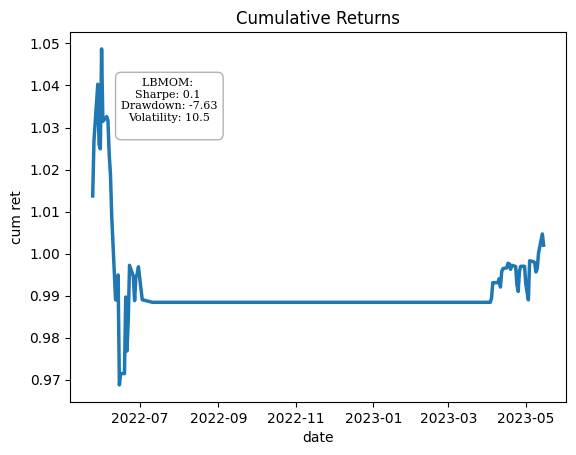 Cumulative Returns
1.05
1.04
1.03
1.02
1.01
1.00
0.99
0.98
0.97
cum ret
LBMOM:
Sharpe: 0.1
Drawdown: -7.63
Volatility: 10.5
2022-07 2022-09 2022-11 2023-01 2023-03 2023-05
date